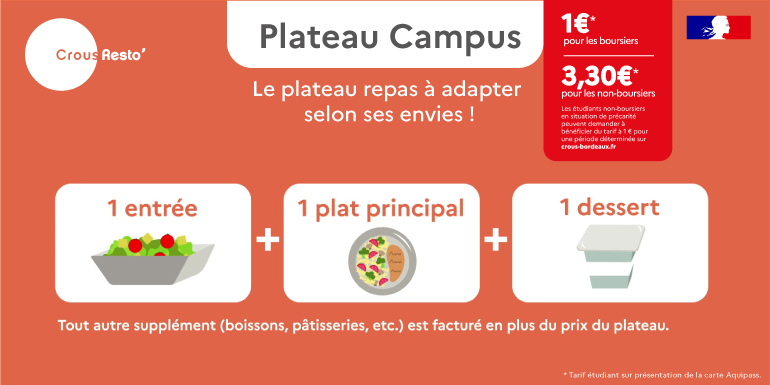 Crous Resto'
Plateau Campus
Le plateau repas à adapter
selon ses envies !
1€*
pour les boursiers
3,30€*
pour les non-boursiers
Les étudiants non-boursiers
en situation de précarité
peuvent demander à
bénéficier du tarif à 1 € pour
une période déterminée sur
crous-bordeaux.fr
1 entrée
+
1 plat principal
+
1 dessert
Tout autre supplément (boissons, pâtisseries, etc.) est facturé en plus du prix du plateau.
* Tarif étudiant sur présentation de la carte Aquipass.